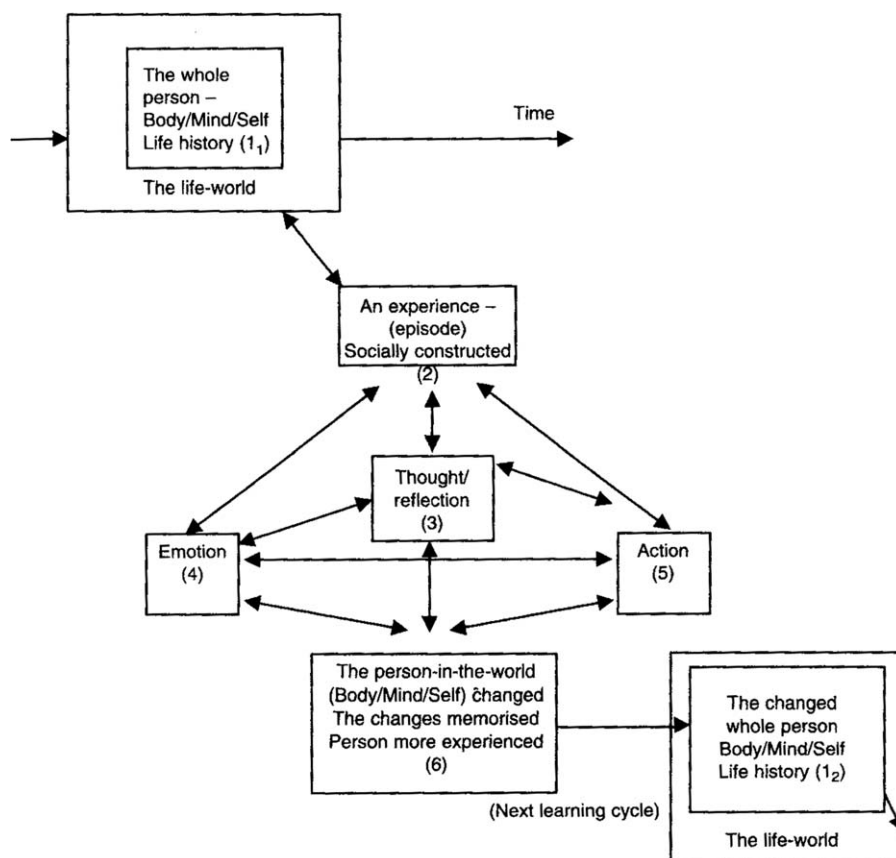 The whole
person –
Body/Mind/Self
Life history (1₁)
The life-world
Time
An experience –
(episode)
Socially constructed
(2)
Thought/
reflection
(3)
Emotion
(4)
Action
(5)
The person-in-the-world
(Body/Mind/Self) changed
The changes memorised
Person more experienced
(6)
The changed
whole person
Body/Mind/Self
Life history (1₂)
(Next learning cycle)
The life-world